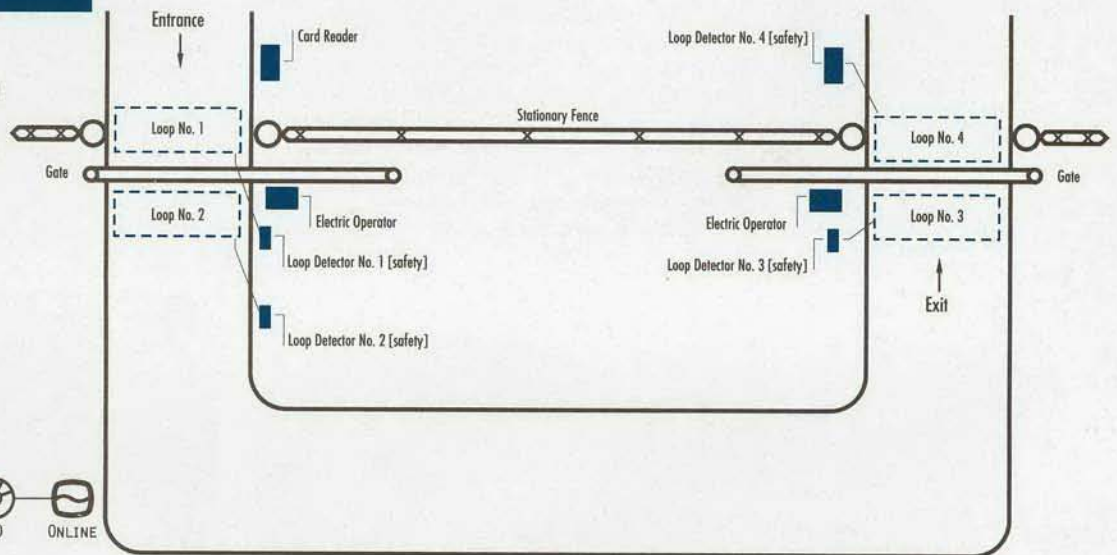 Entrance
Card Reader
Loop Detector No. 4 [safety]
Loop No. 1
Stationary Fence
Loop No. 4
Gate
Gate
Loop No. 2
Electric Operator
Electric Operator
Loop No. 3
Loop Detector No. 1 [safety]
Loop Detector No. 3 [safety]
Exit
Loop Detector No. 2 [safety]
ONLINE